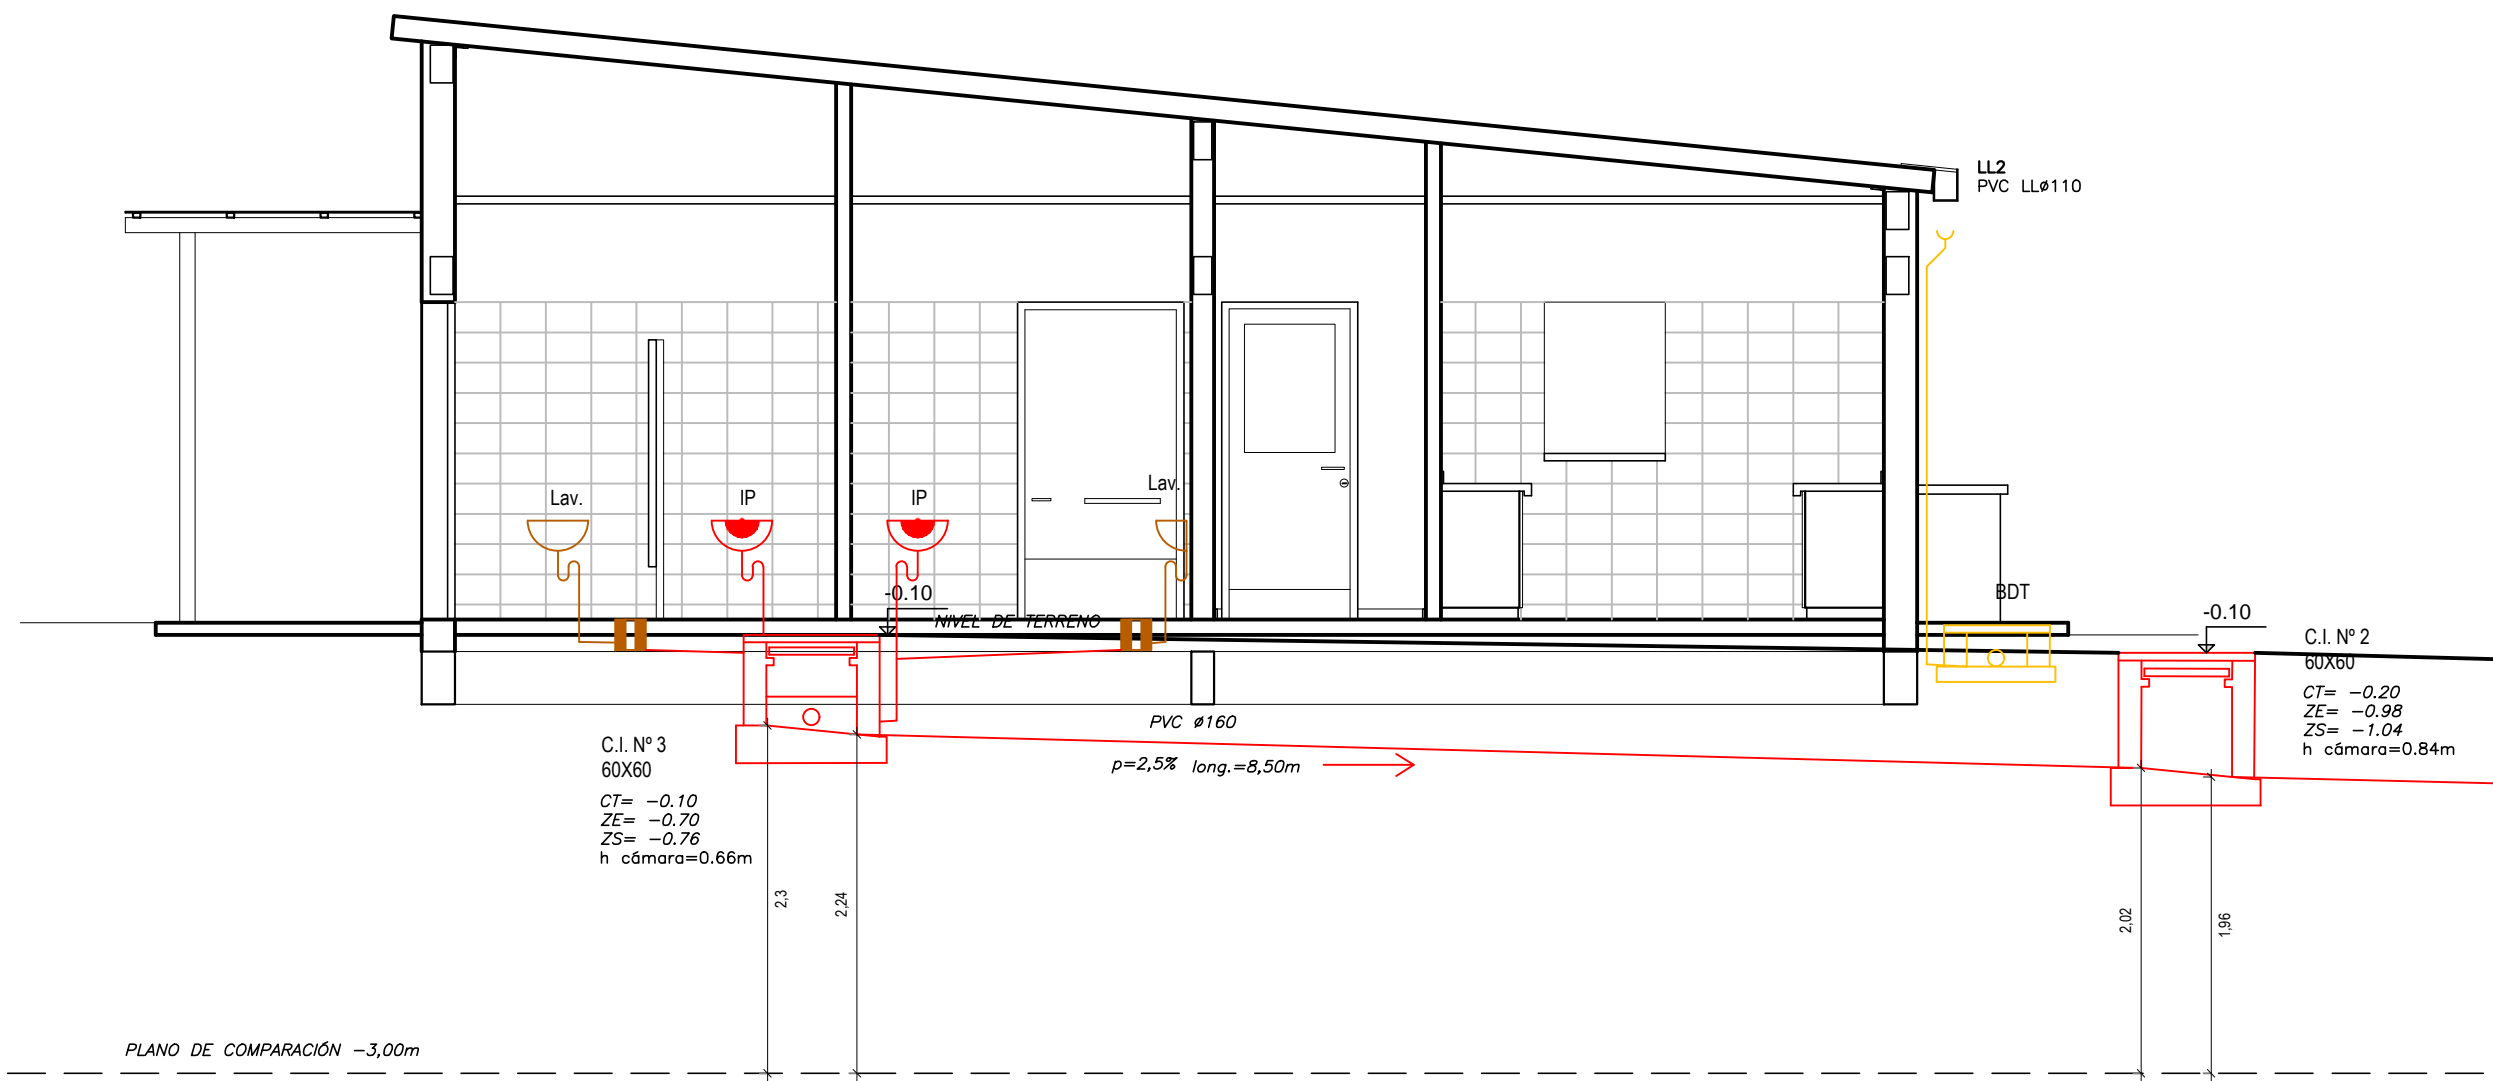 LL2
PVC LLø110
Lav.
IP
IP
Lav.
-0.10
NIVEL DE TERRENO
BDT
-0.10
C.I. Nº 2
60X60
CT= -0.20
ZE= -0.98
ZS= -1.04
h cámara=0.84m
PVC ø160
p=2,5% long.=8,50m
C.I. Nº 3
60X60
CT= -0.10
ZE= -0.70
ZS= -0.76
h cámara=0.66m
2,3
2,24
2,02
1,96
PLANO DE COMPARACIÓN -3,00m